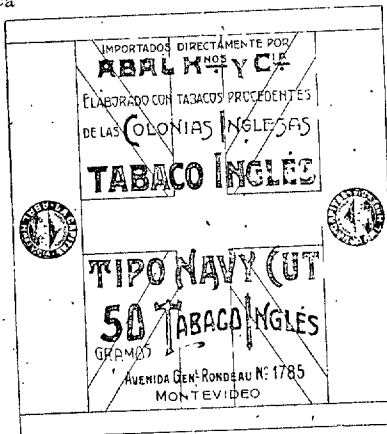 IMPORTADOS DIRECTAMENTE POR
ABAL HNOS Y CIA
ELABORADO CON TABACOS PROCEDENTES
DE LAS COLONIAS INGLESAS
TABACO INGLÉS
TIPO NAVY CUT
50 TABACO INGLÉS
GRAMOS
AVENIDA GENL RONDEAU Nº 1785
MONTEVIDEO